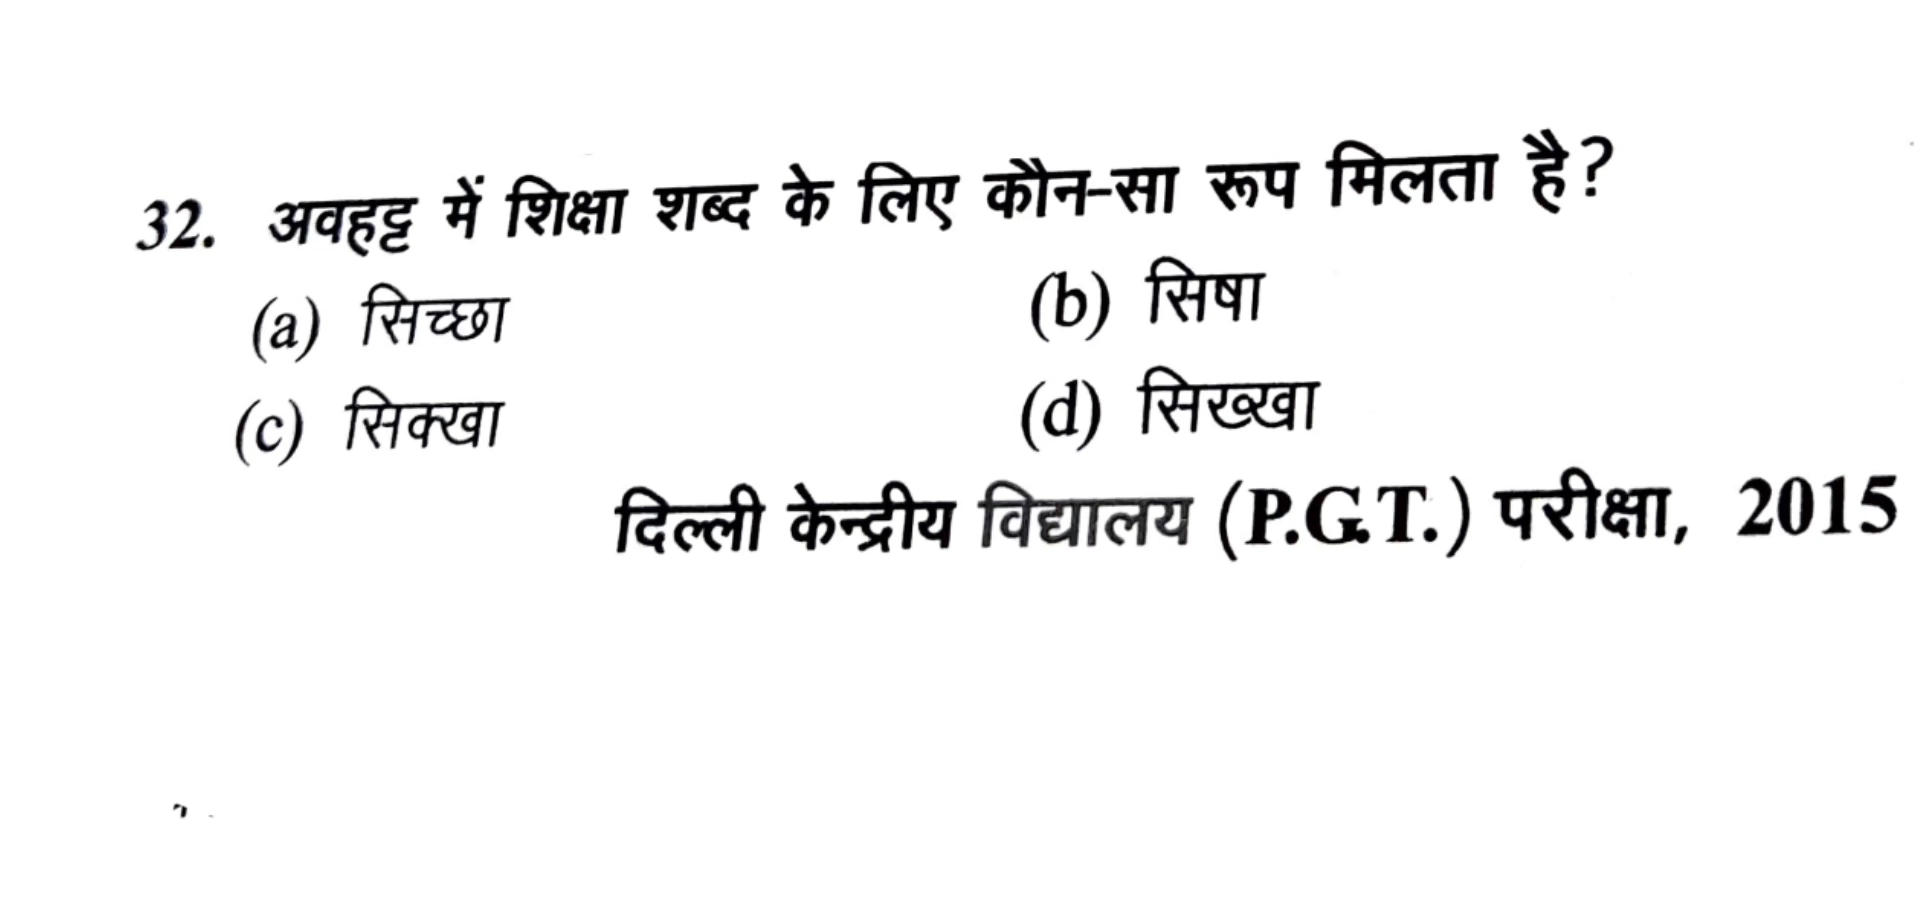 32. अवहट्ट में शिक्षा शब्द के लिए कौन-सा रूप मिलता है?
(a) सिच्छा (b) सिषा
(c) सिक्खा (d) सिख्खा
दिल्ली केन्द्रीय विद्यालय (P.G.T.) परीक्षा, 2015